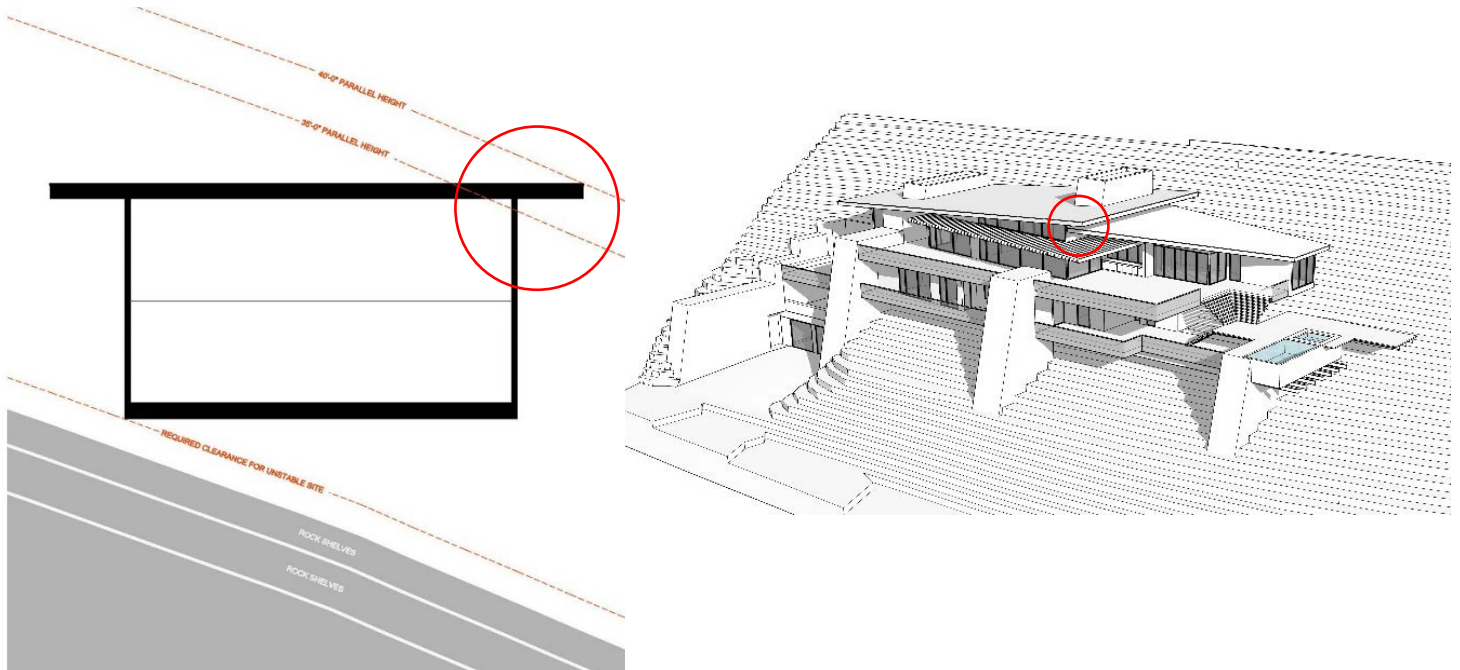 40'-0" PARALLEL HEIGHT
35'-0" PARALLEL HEIGHT
REQUIRED CLEARANCE FOR UNSTABLE SITE
ROCK SHELVES
ROCK SHELVES